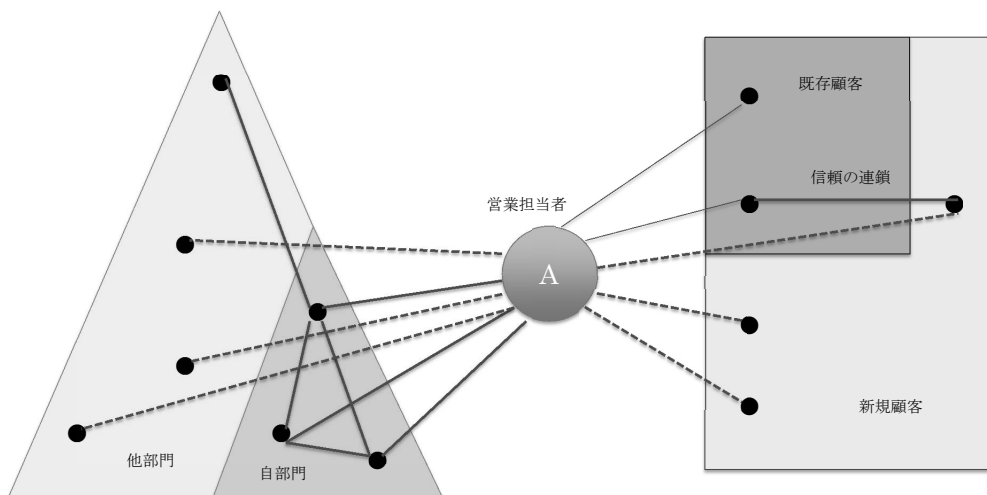 既存顧客
信頼の連鎖
営業担当者
A
新規顧客
他部門
自部門